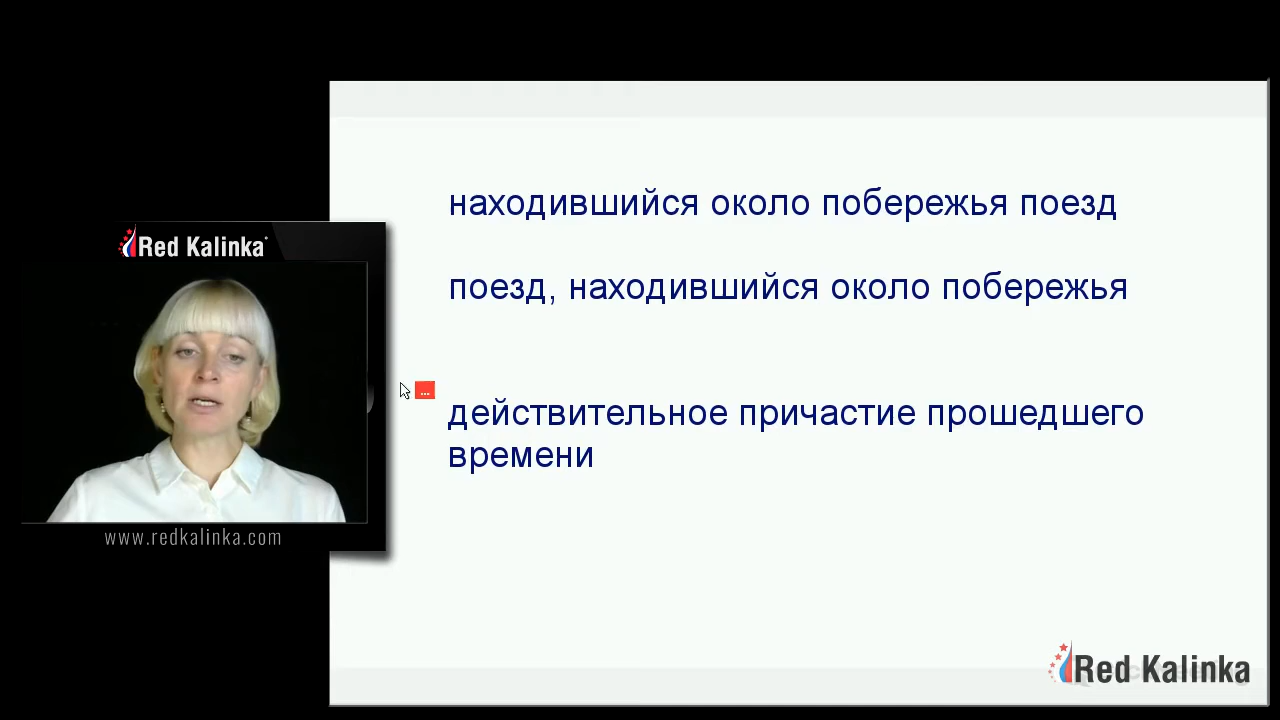 Red Kalinka
www.redkalinka.com
находившийся около побережья поезд
поезд, находившийся около побережья
...
действительное причастие прошедшего
времени
Red Kalinka